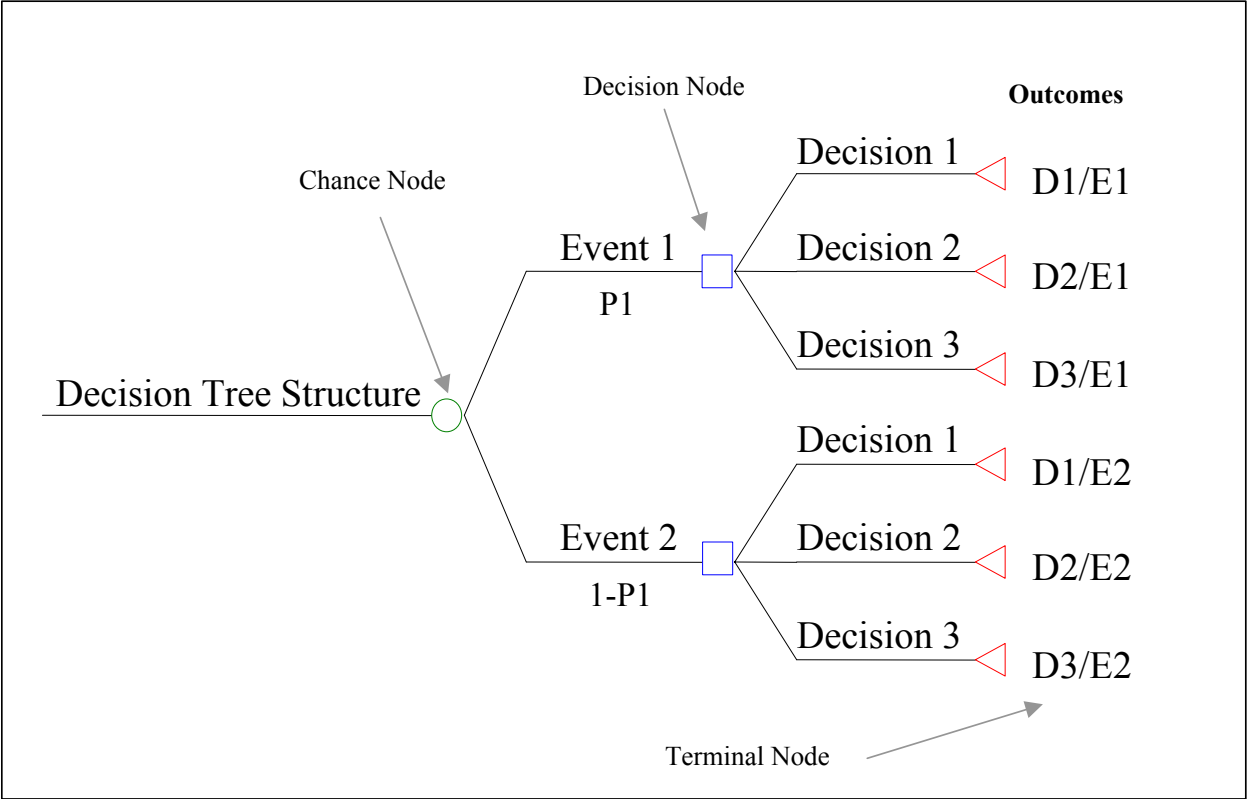 Decision Node
Outcomes
Chance Node
Decision 1
D1/E1
Event 1
P1
Decision 2
D2/E1
Decision 3
D3/E1
Decision Tree Structure
Decision 1
D1/E2
Event 2
1-P1
Decision 2
D2/E2
Decision 3
D3/E2
Terminal Node